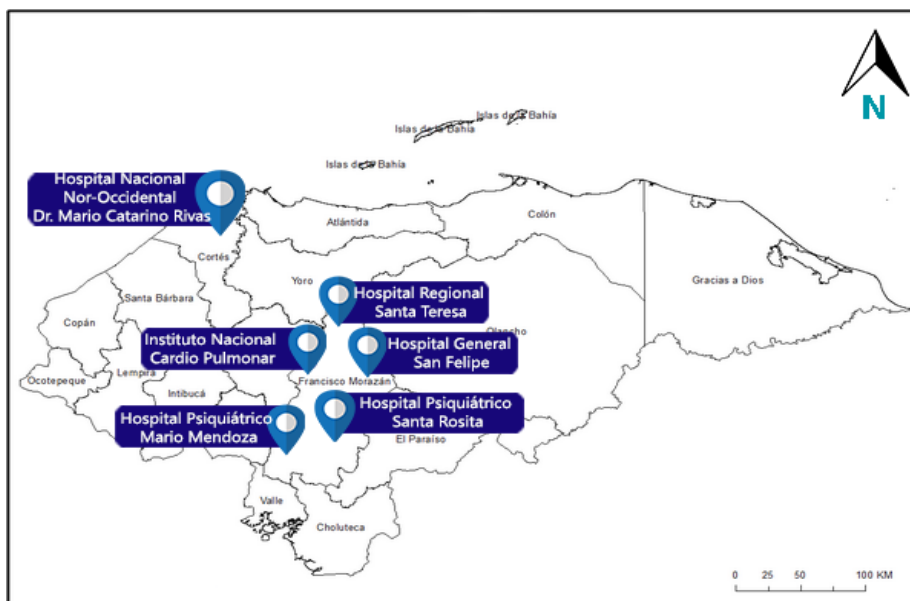 N
Islas de la Bahía
Islas de la Bahía
Islas de la Bahía
Hospital Nacional
Nor-Occidental
Dr. Mario Catarino Rivas
Atlántida
Colón
Cortés
Yoro
Gracias a Dios
Santa Bárbara
Hospital Regional
Santa Teresa
Copán
Olancho
Instituto Nacional
Cardio Pulmonar
Hospital General
San Felipe
Ocotepeque
Lempira
Francisco Morazán
Intibucá
Hospital Psiquiátrico
Santa Rosita
Hospital Psiquiátrico
Mario Mendoza
El Paraíso
Valle
Choluteca
0 25 50 100 KM